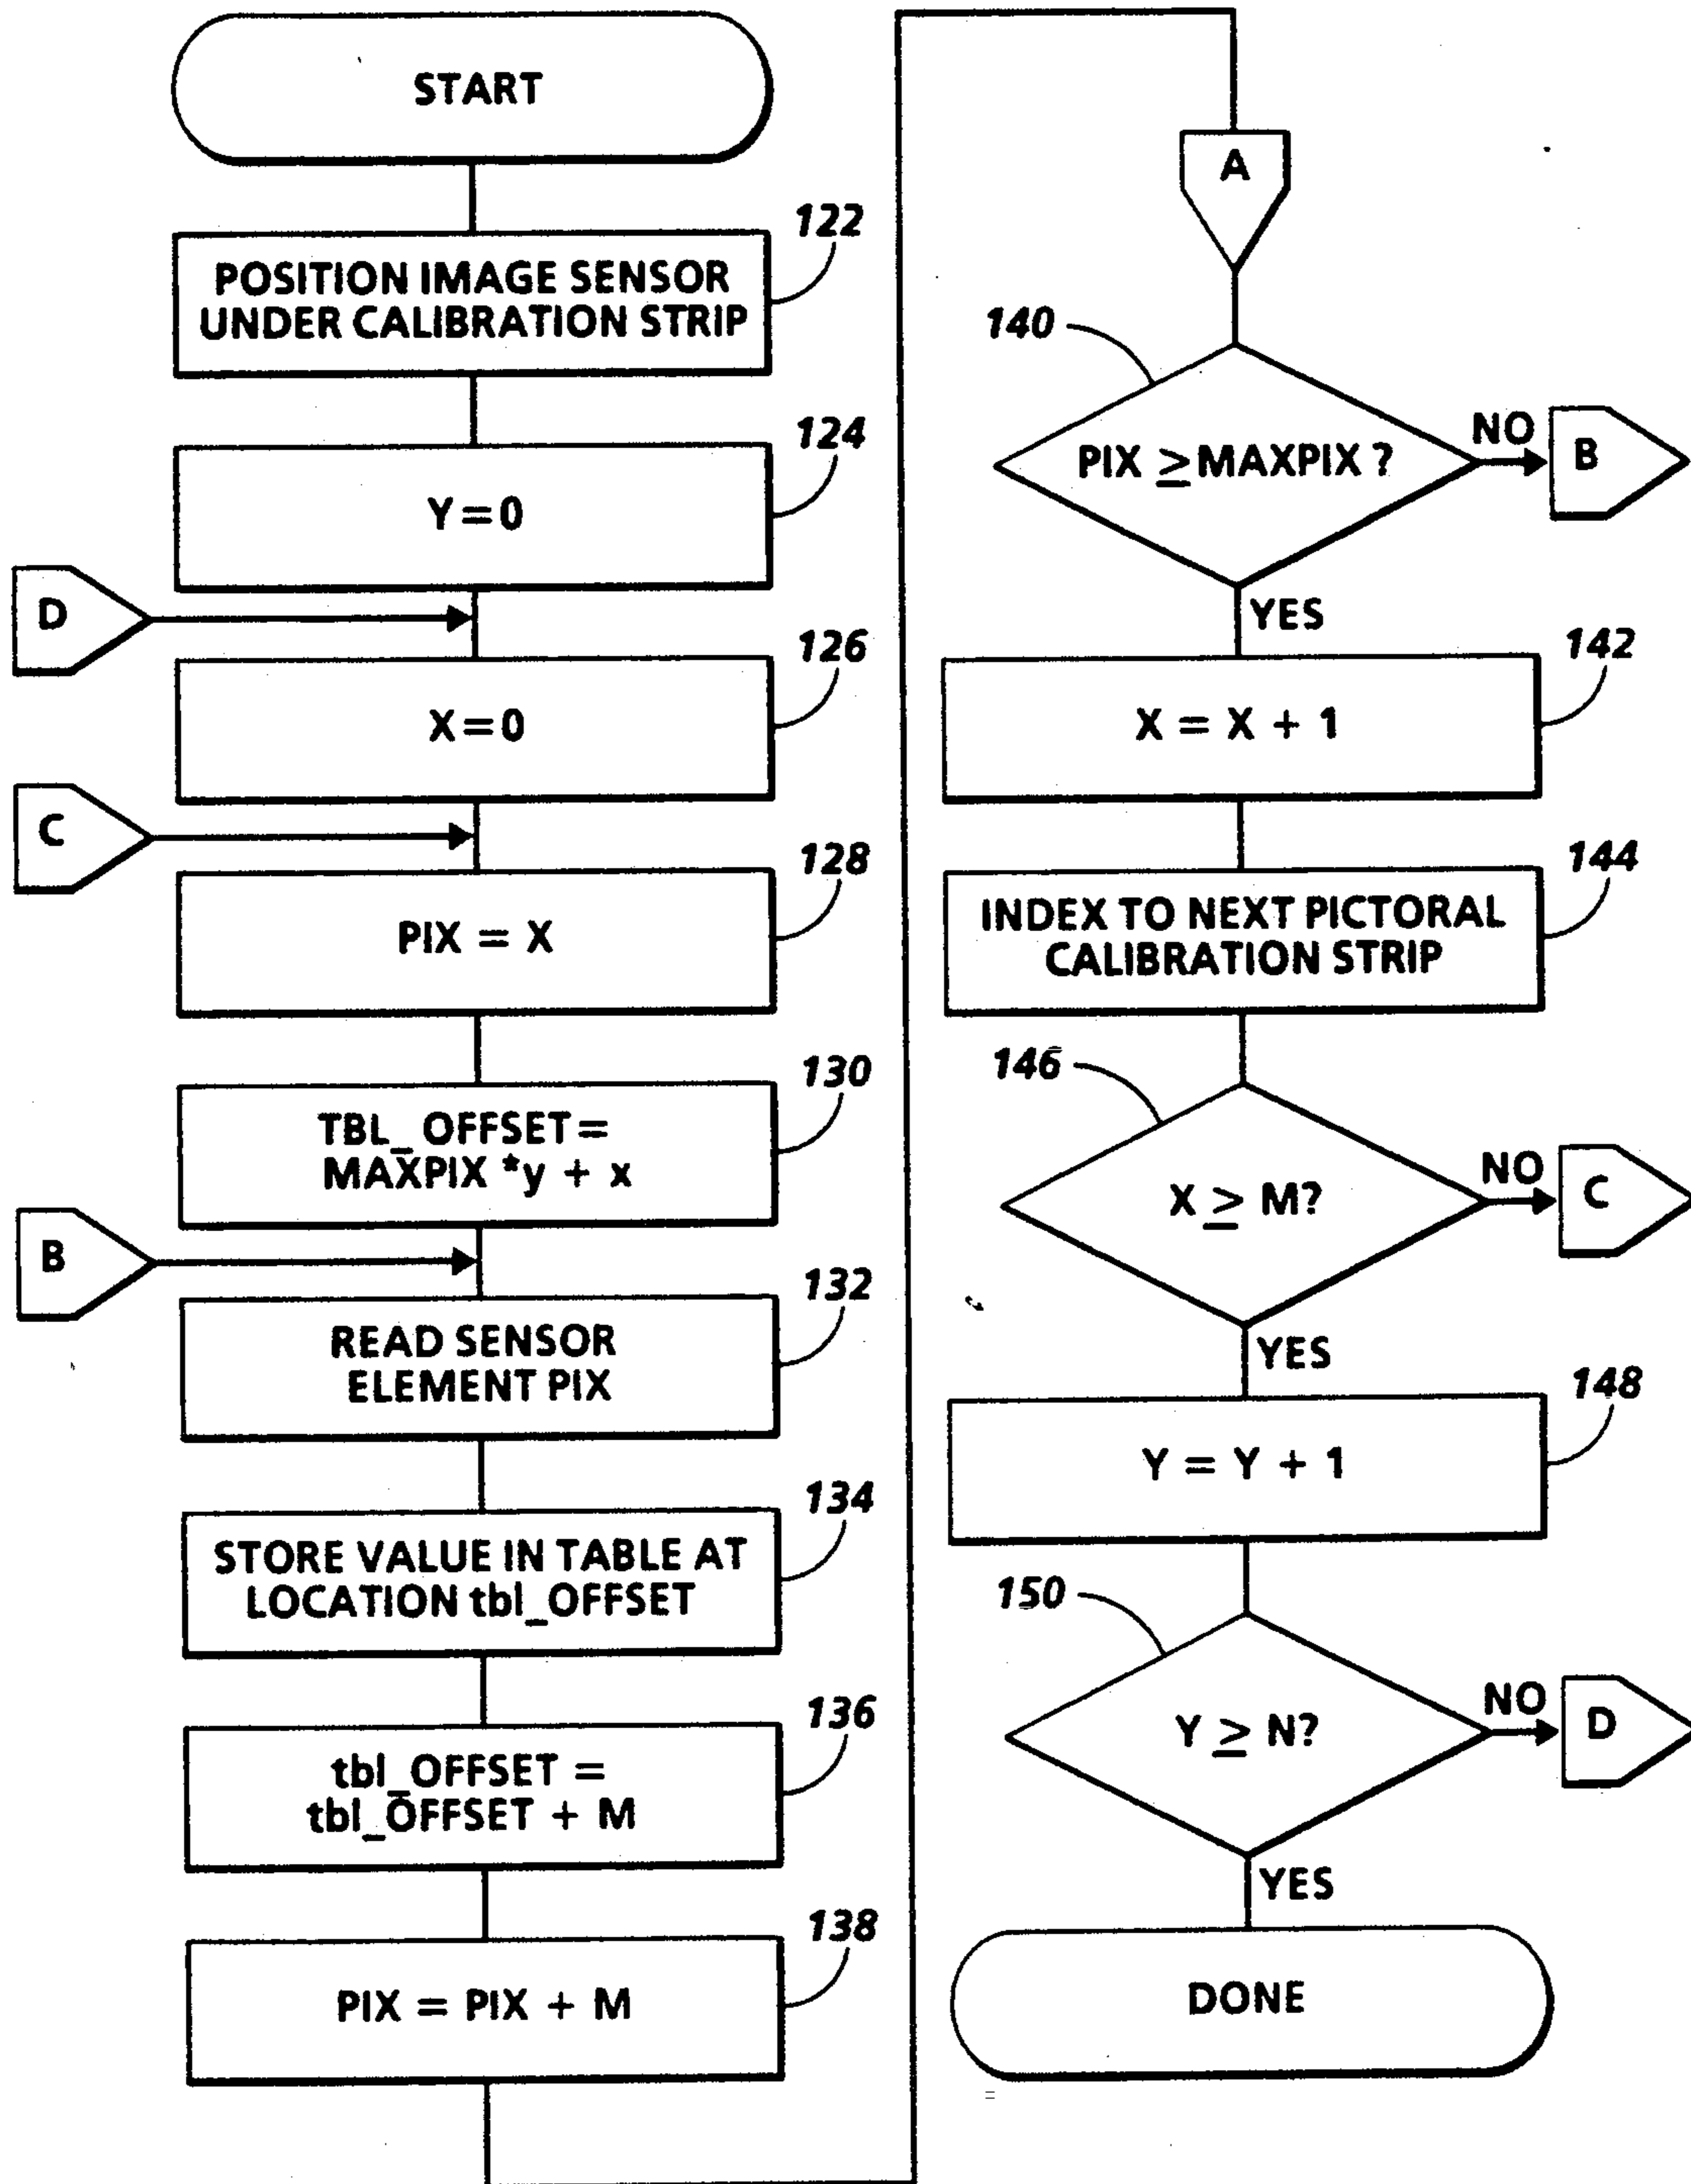 START
122
POSITION IMAGE SENSOR
UNDER CALIBRATION STRIP
124
Y=0
D
126
X=0
C
128
PIX = X
130
TBL_OFFSET=
MAXPIX *y + x
B
132
READ SENSOR
ELEMENT PIX
134
STORE VALUE IN TABLE AT
LOCATION tbl_OFFSET
136
tbl_OFFSET =
tbl_OFFSET + M
138
PIX = PIX + M
A
140
PIX ≥ MAXPIX ?
NO
B
YES
142
X = X + 1
144
INDEX TO NEXT PICTORAL
CALIBRATION STRIP
146
X ≥ M?
NO
C
YES
148
Y = Y + 1
150
Y ≥ N?
NO
D
YES
DONE